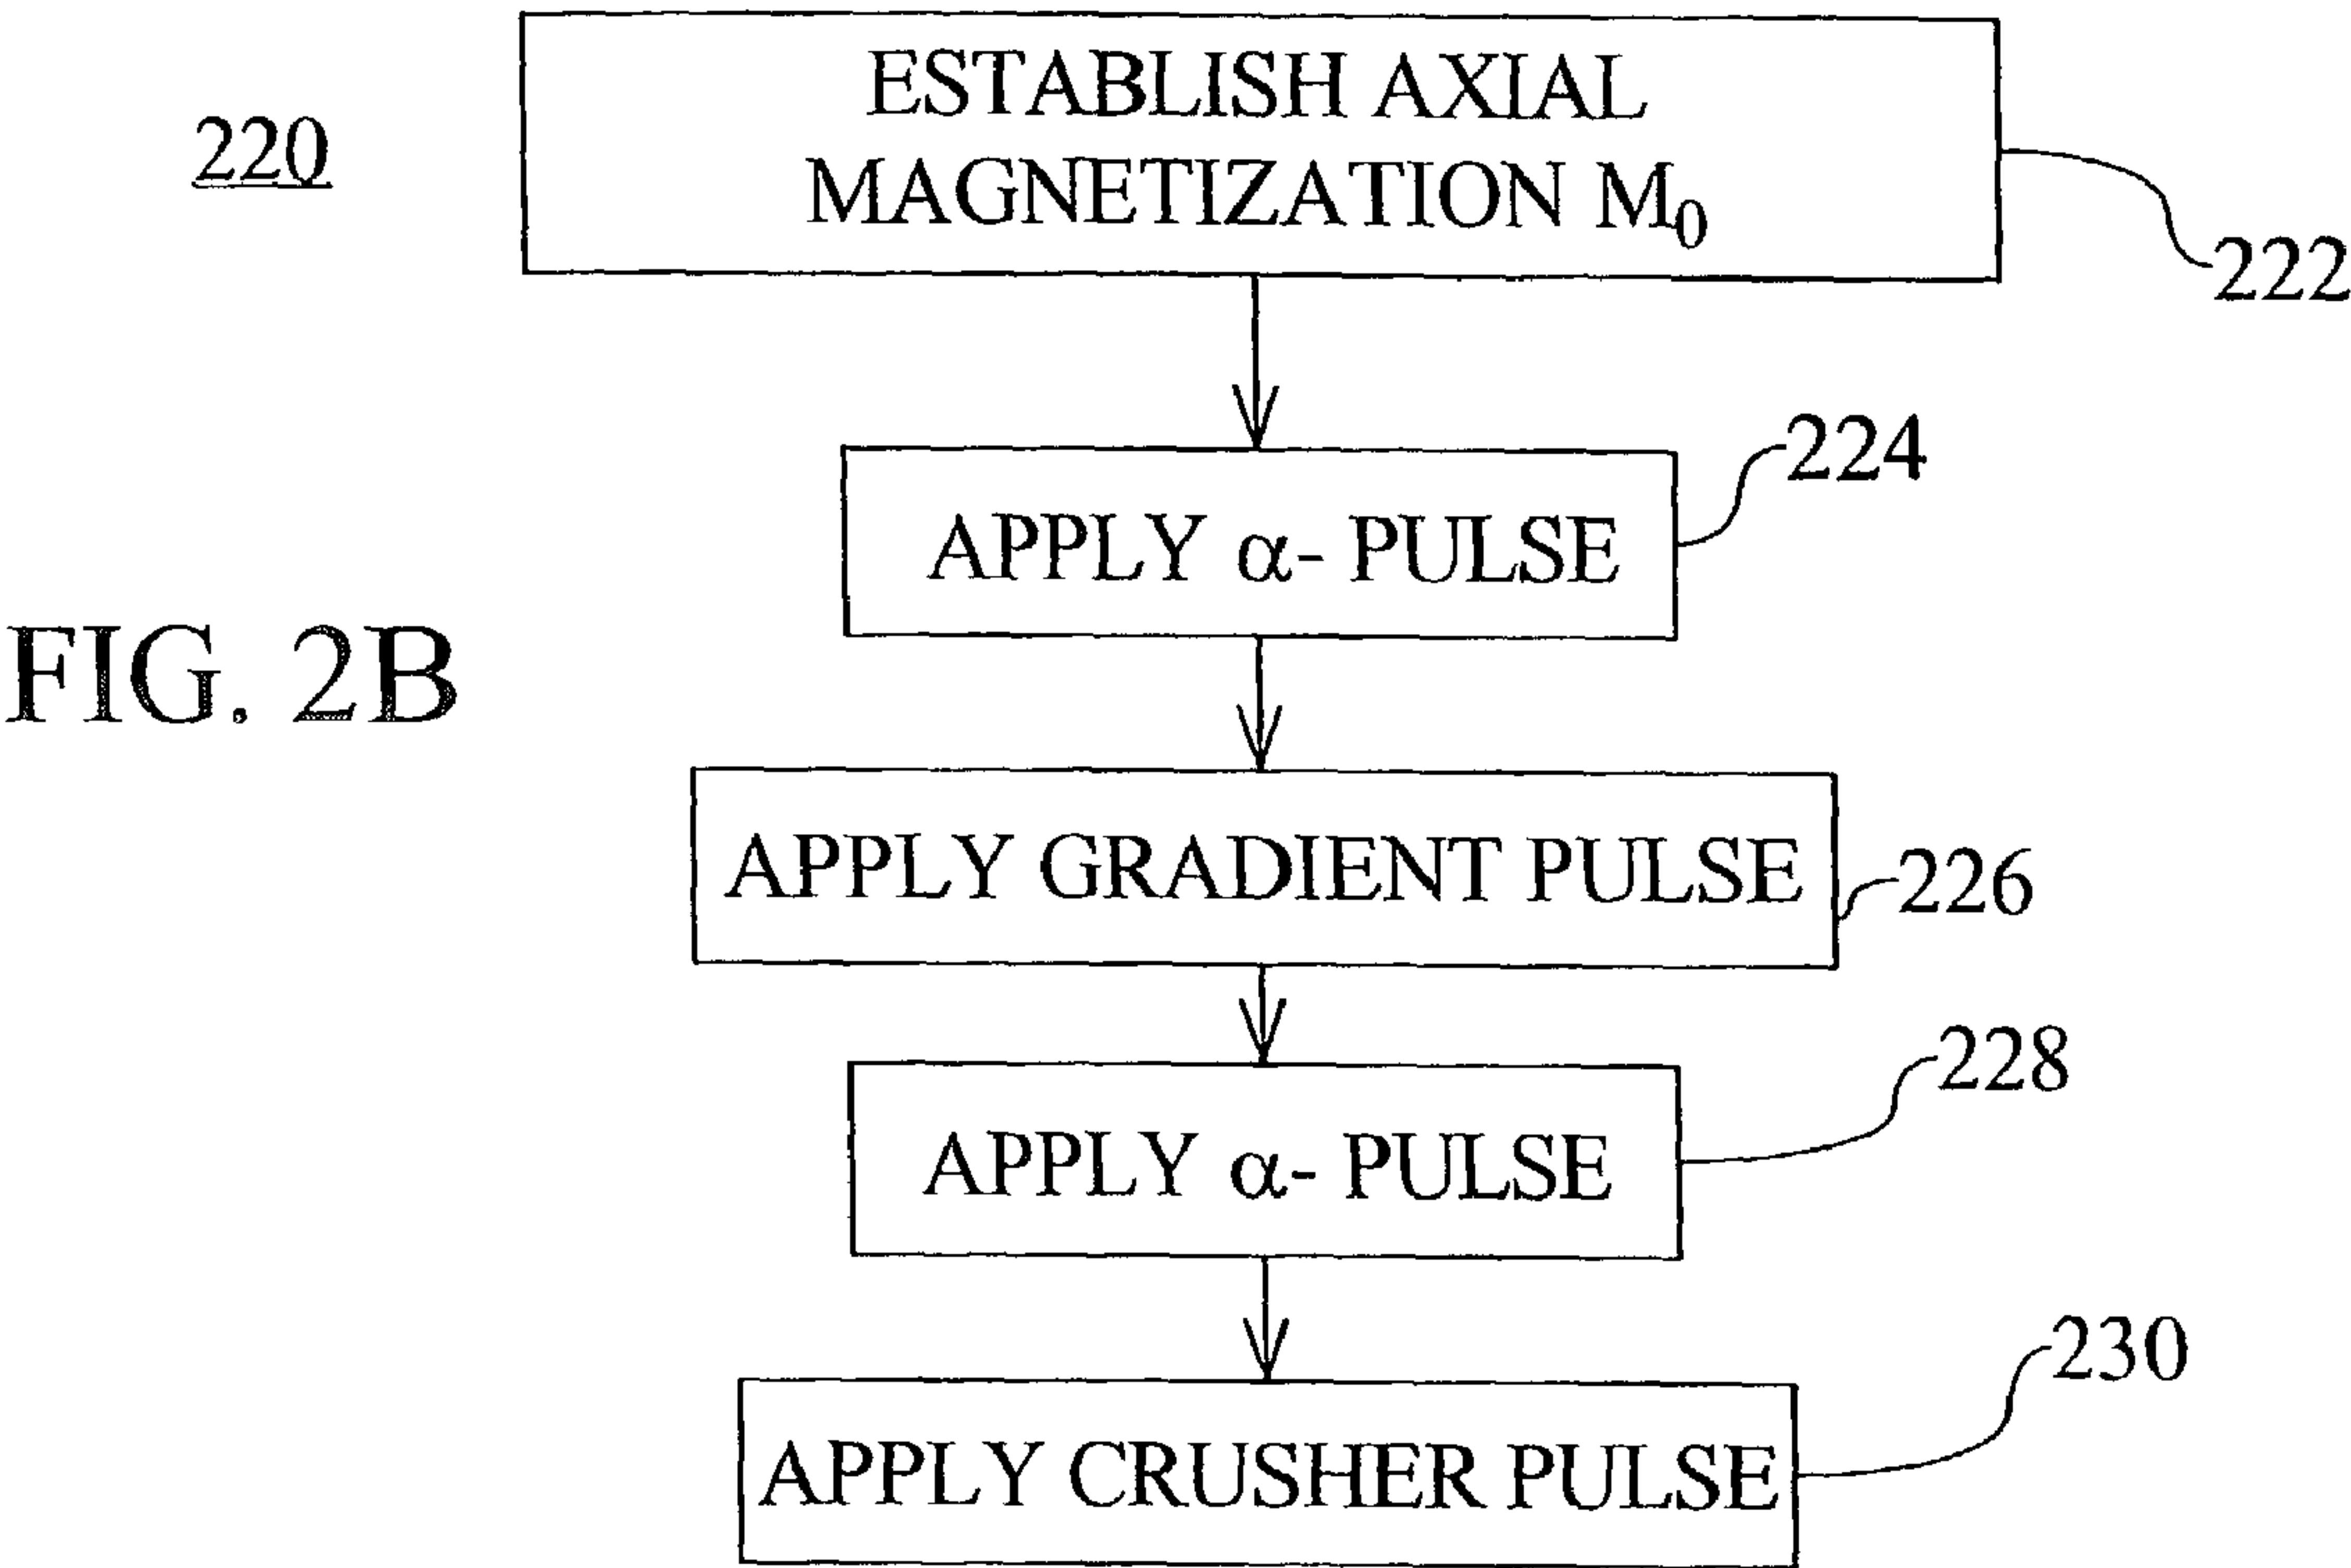 ESTABLISH AXIAL
MAGNETIZATION M₀
220
222
224
APPLY α- PULSE
FIG. 2B
APPLY GRADIENT PULSE
226
228
APPLY α- PULSE
230
APPLY CRUSHER PULSE